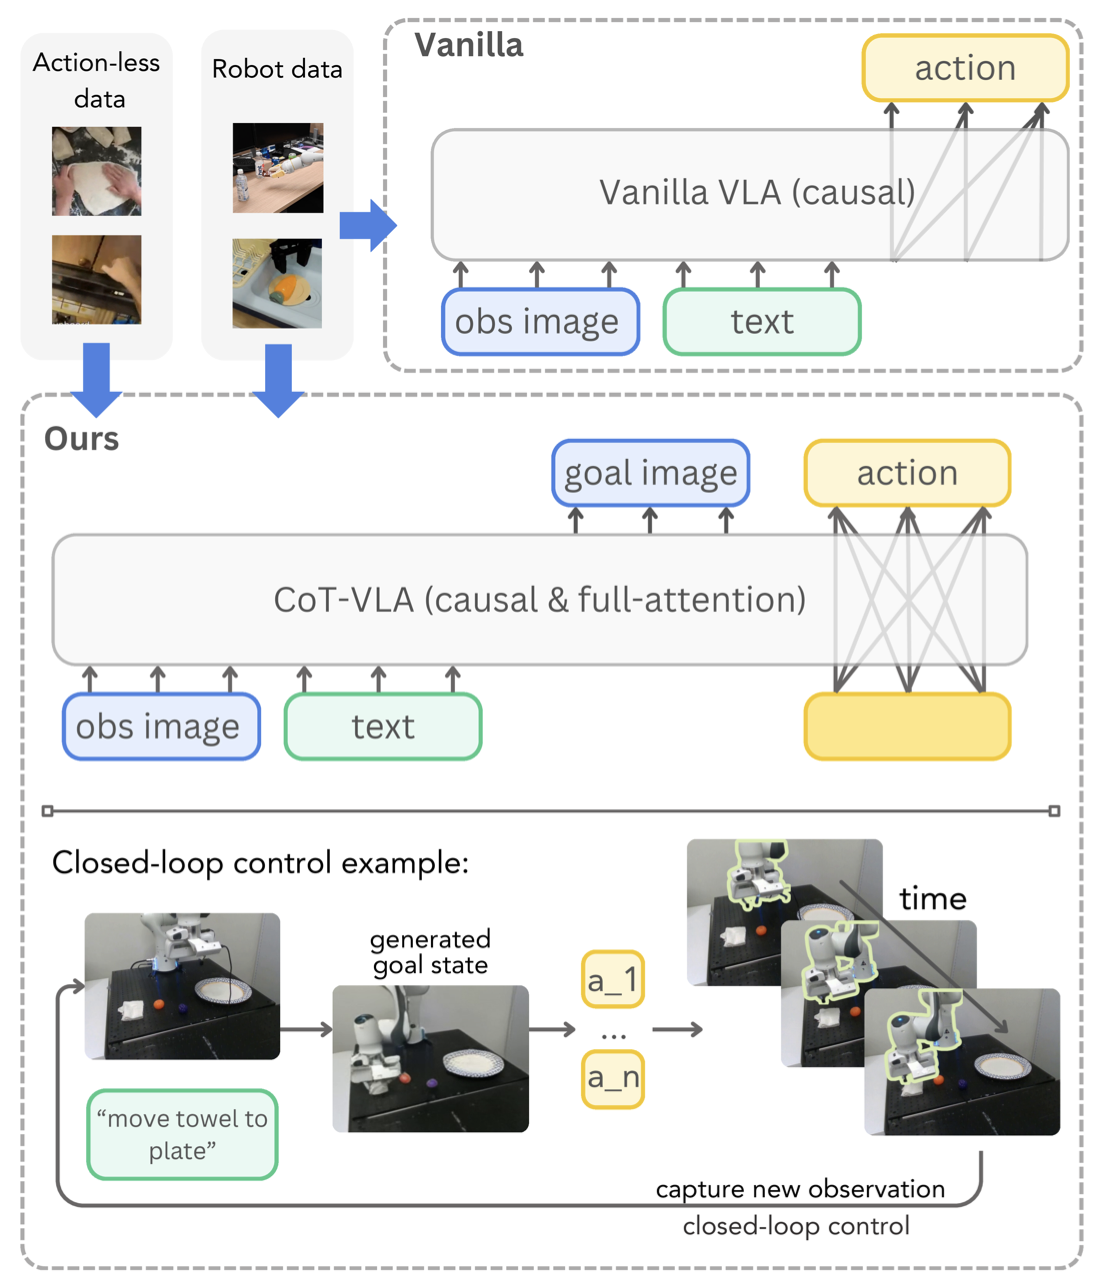 Action-less
data
Robot data
Vanilla
action
Vanilla VLA (causal)
obs image
text
Ours
goal image
action
CoT-VLA (causal & full-attention)
obs image
text
Closed-loop control example:
time
generated
goal state
a_1
...
a_n
“move towel to
plate”
capture new observation
closed-loop control